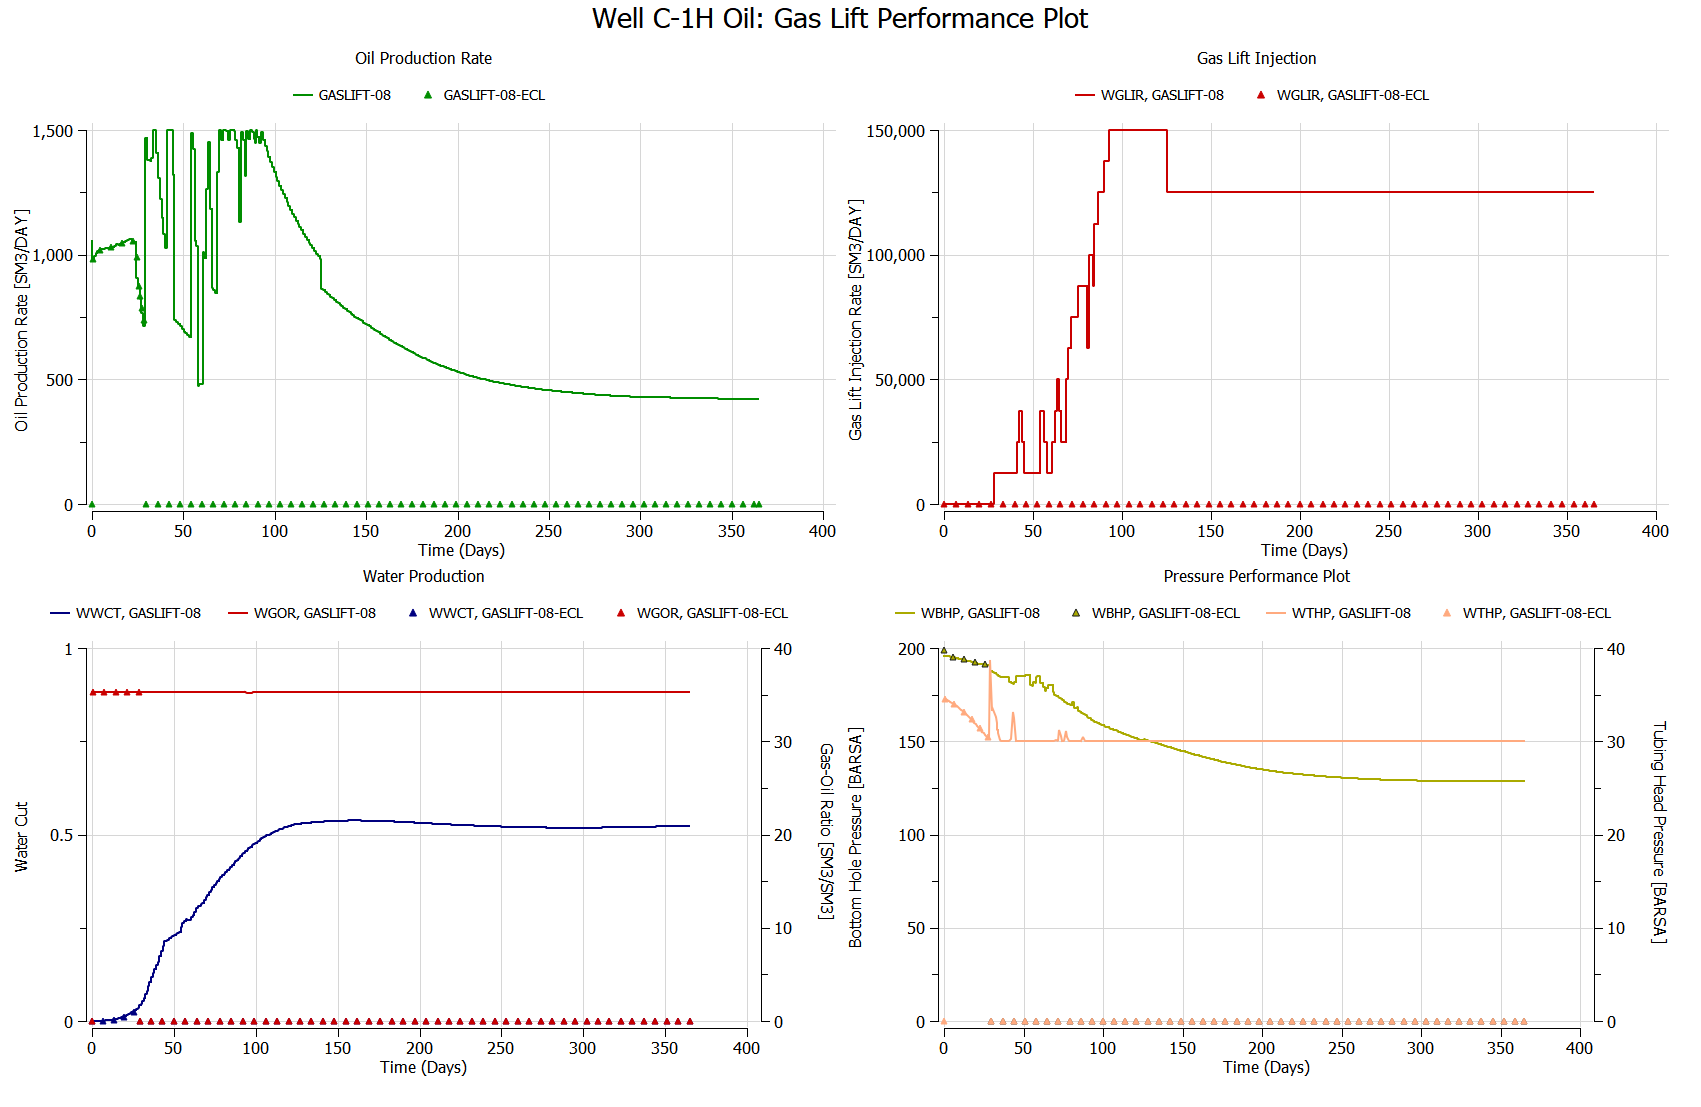 Well C-1H Oil: Gas Lift Performance Plot
Oil Production Rate
GASLIFT-08 GASLIFT-08-ECL
Oil Production Rate [SM3/DAY]
1,500
1,000
500
0
0 50 100 150 200 250 300 350 400
Time (Days)
Gas Lift Injection
WGLIR, GASLIFT-08 WGLIR, GASLIFT-08-ECL
Gas Lift Injection Rate [SM3/DAY]
150,000
100,000
50,000
0
0 50 100 150 200 250 300 350 400
Time (Days)
Water Production
WWCT, GASLIFT-08 WGOR, GASLIFT-08 WWCT, GASLIFT-08-ECL WGOR, GASLIFT-08-ECL
Water Cut
1
0.5
0
40
30
20
10
0
Gas-Oil Ratio [SM3/SM3]
0 50 100 150 200 250 300 350 400
Time (Days)
Pressure Performance Plot
WBHP, GASLIFT-08 WBHP, GASLIFT-08-ECL WTHP, GASLIFT-08 WTHP, GASLIFT-08-ECL
Bottom Hole Pressure [BARSA]
200
150
100
50
0
40
30
20
10
0
Tubing Head Pressure [BARSA]
0 50 100 150 200 250 300 350 400
Time (Days)